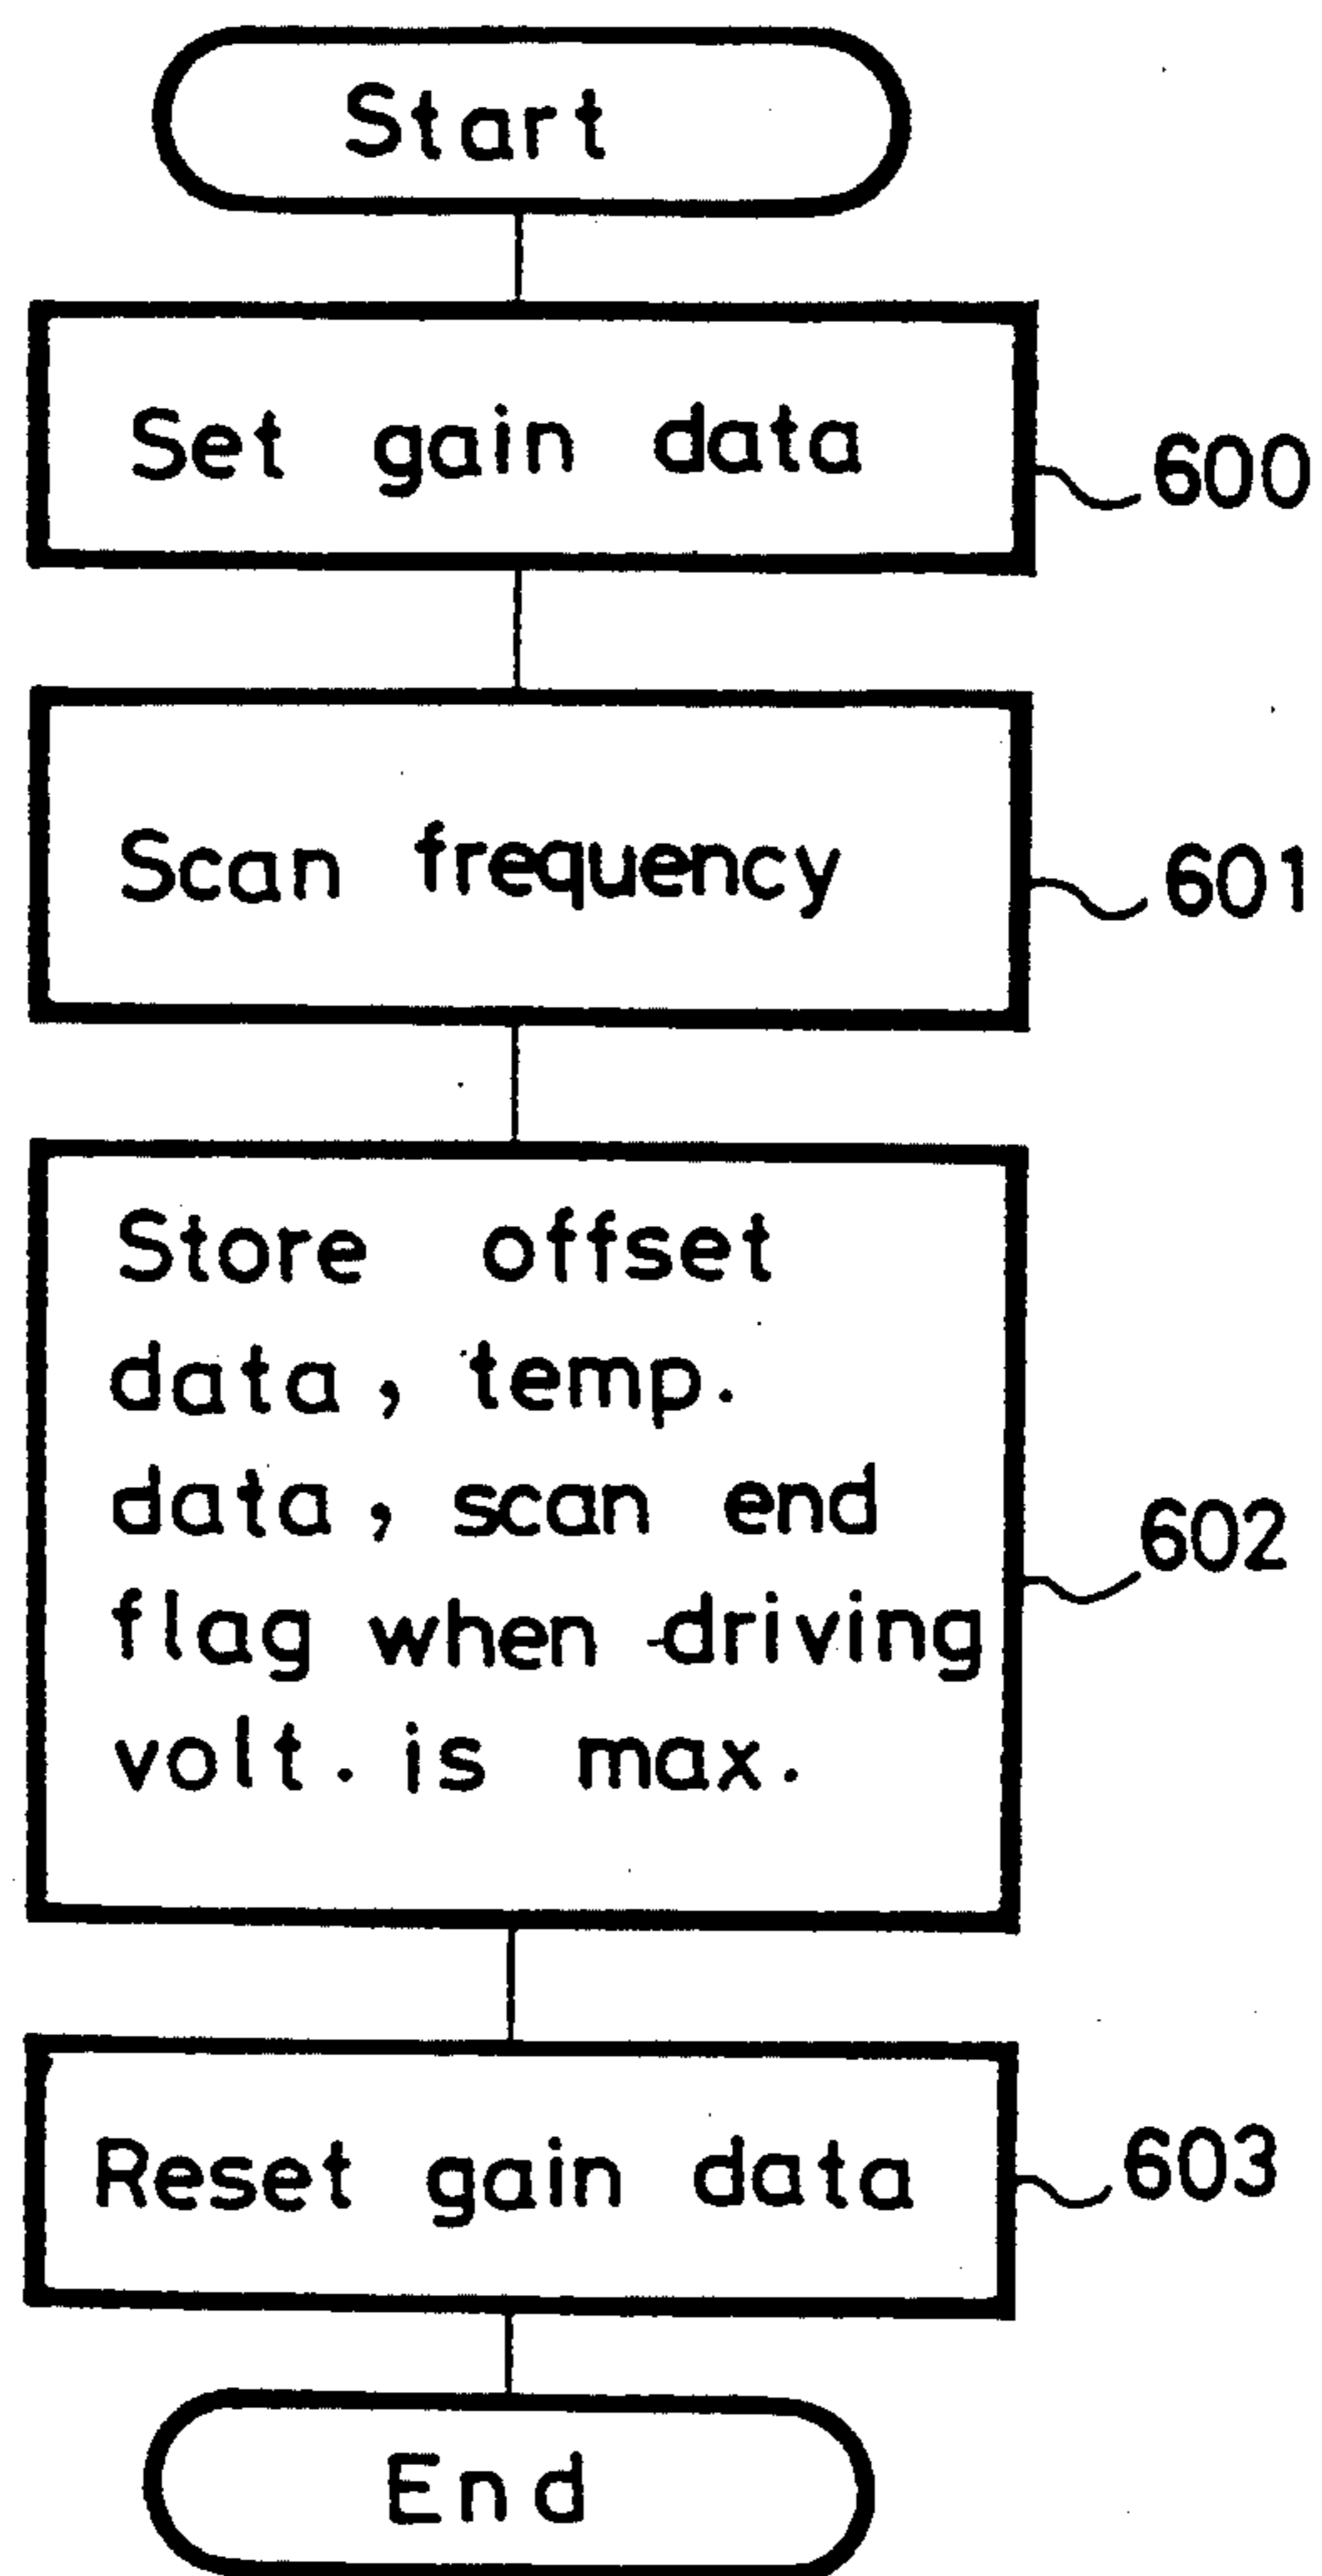 Start
Set gain data
600
Scan frequency
601
Store offset
data, temp.
data, scan end
flag when driving
volt. is max.
602
Reset gain data
603
End